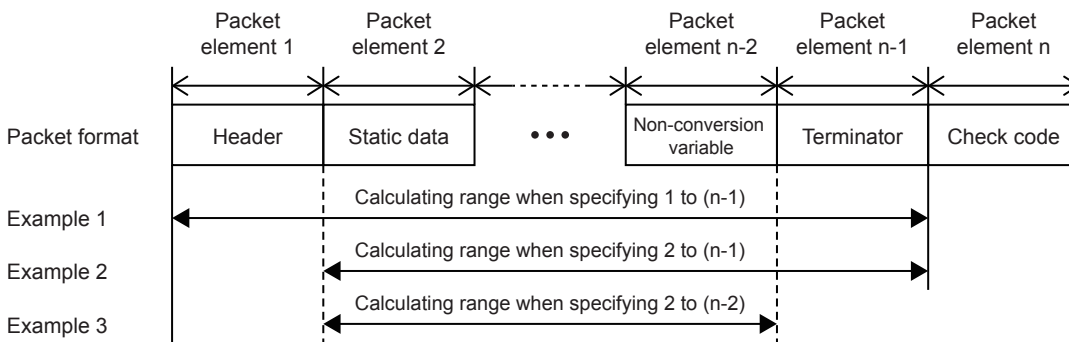 Packet element 1
Packet element 2
Packet element n-2
Packet element n-1
Packet element n
Packet format
Header
Static data
•••
Non-conversion variable
Terminator
Check code
Calculating range when specifying 1 to (n-1)
Example 1
Calculating range when specifying 2 to (n-1)
Example 2
Calculating range when specifying 2 to (n-2)
Example 3